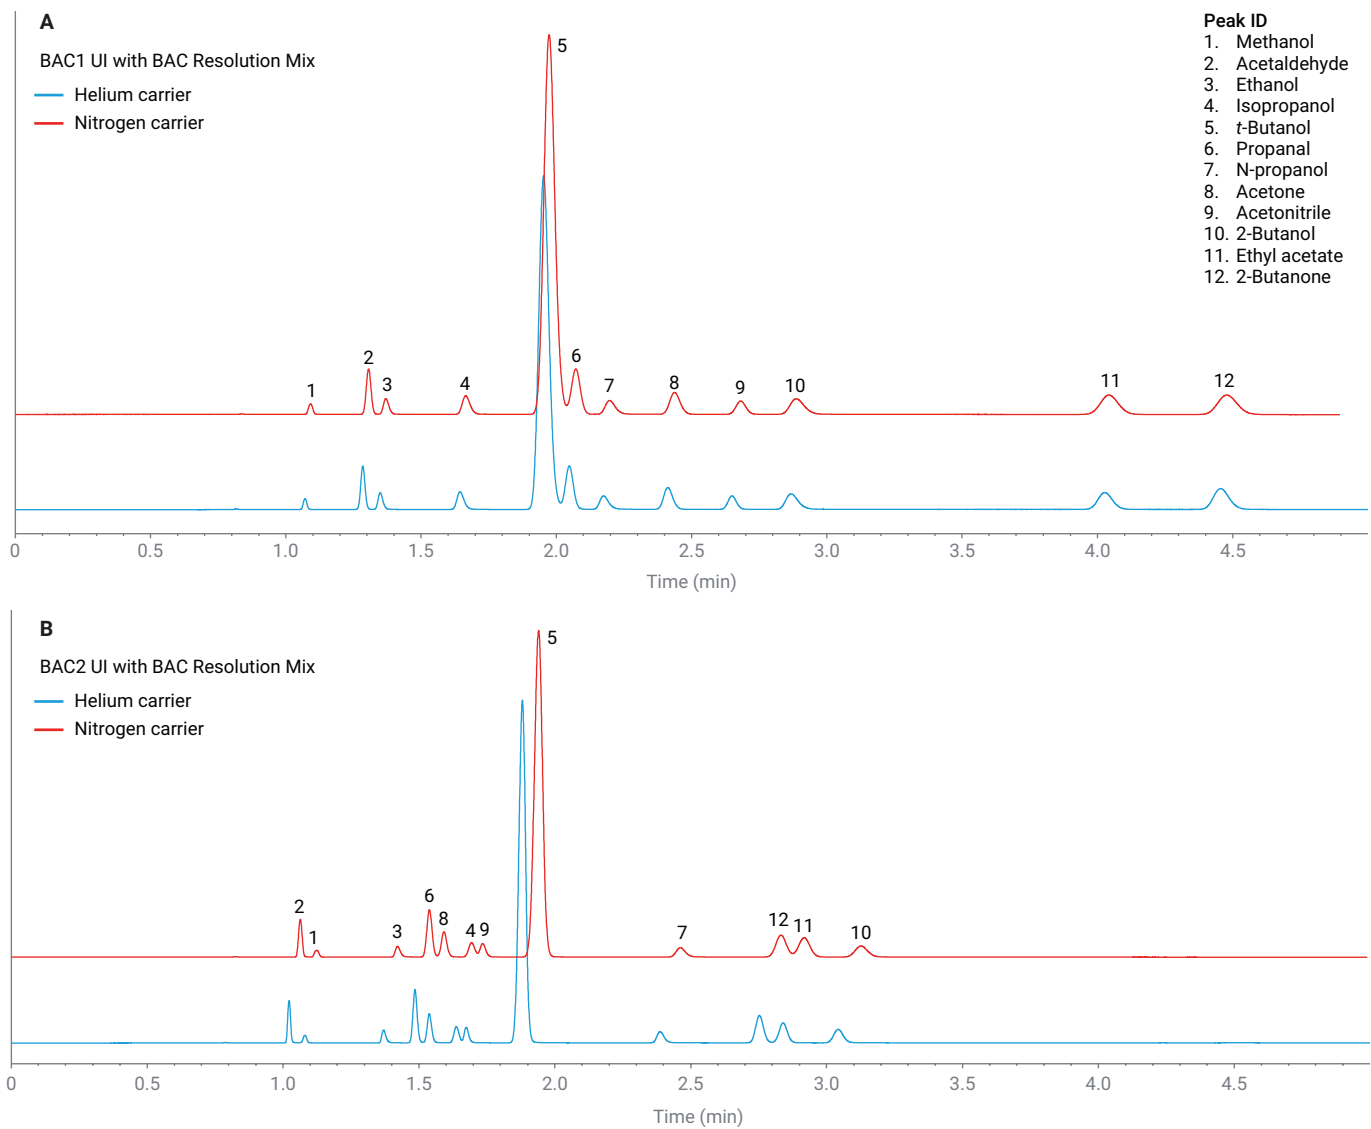 A
BAC1 UI with BAC Resolution Mix
Helium carrier
Nitrogen carrier
Peak ID
1. Methanol
2. Acetaldehyde
3. Ethanol
4. Isopropanol
5. t-Butanol
6. Propanal
7. N-propanol
8. Acetone
9. Acetonitrile
10. 2-Butanol
11. Ethyl acetate
12. 2-Butanone
1 2 3 4 5 6 7 8 9 10 11 12
0 0.5 1.0 1.5 2.0 2.5 3.0 3.5 4.0 4.5
Time (min)
B
BAC2 UI with BAC Resolution Mix
Helium carrier
Nitrogen carrier
2 1 3 6 8 4 9 5 7 12 11 10
0 0.5 1.0 1.5 2.0 2.5 3.0 3.5 4.0 4.5
Time (min)